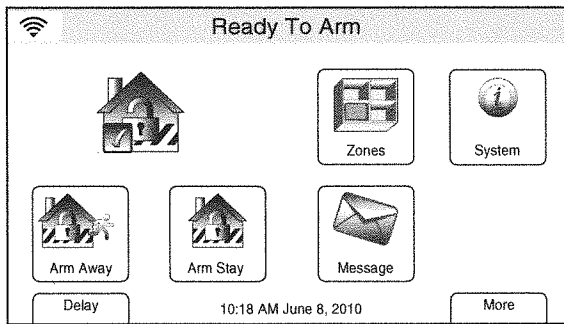 Ready To Arm
Zones
System
Arm Away
Arm Stay
Message
Delay
10:18 AM June 8, 2010
More